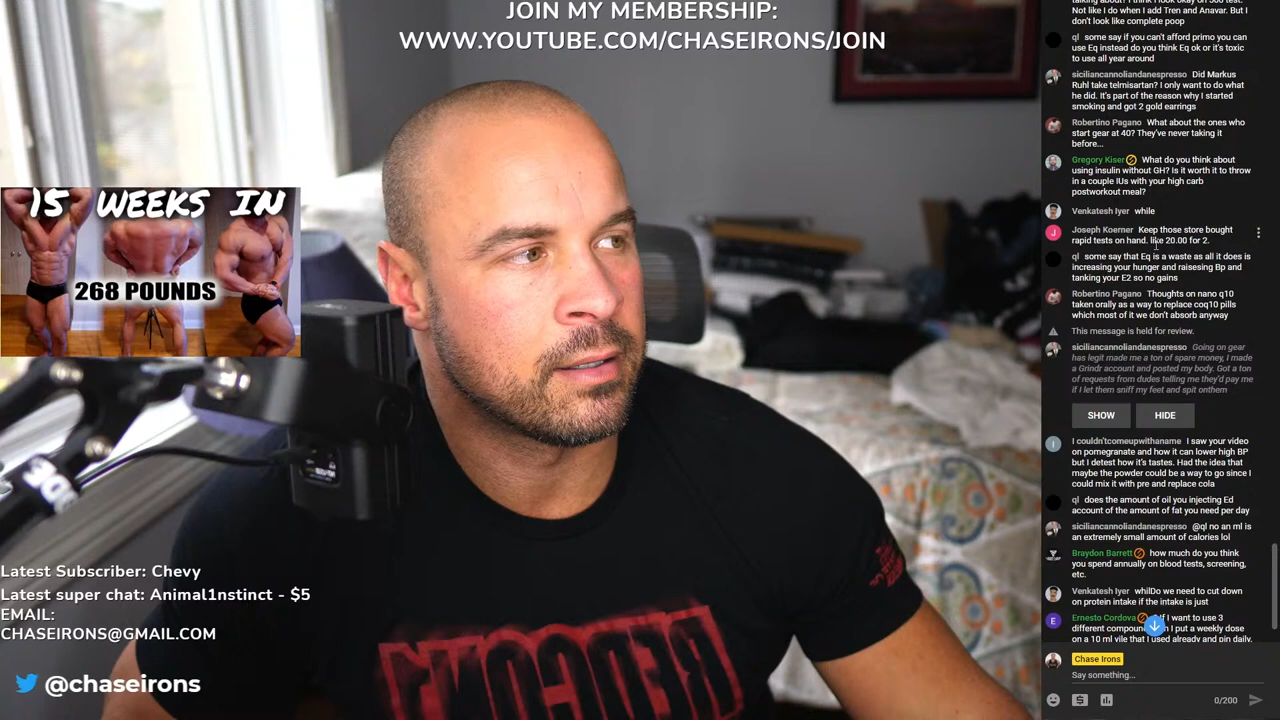 JOIN MY MEMBERSHIP:
WWW.YOUTUBE.COM/CHASEIRONS/JOIN
15 WEEKS IN
268 POUNDS
Latest Subscriber: Chevy
Latest super chat: Animal1nstinct - $5
EMAIL:
CHASEIRONS@GMAIL.COM
@chaseirons
Not like I do when I add Tren and Anavar. But I
don't look like complete poop
ql some say if you can't afford primo you can
use Eq instead do you think Eq ok or it's toxic
to use all year around
siciliancannoliandanespresso Did Markus
Ruhl take telmisartan? I only want to do what
he did. It's part of the reason why I started
smoking and got 2 gold earrings
Robertino Pagano What about the ones who
start gear at 40? They've never taking it
before...
Gregory Kiser What do you think about
using insulin without GH? Is it worth it to throw
in a couple IUs with your high carb
postworkout meal?
Venkatesh Iyer while
J
Joseph Koerner Keep those store bought
rapid tests on hand. like 20.00 for 2.
ql some say that Eq is a waste as all it does is
increasing your hunger and raisesing Bp and
tanking your E2 so no gains
Robertino Pagano Thoughts on nano q10
taken orally as a way to replace coq10 pills
which most of it we don't absorb anyway
This message is held for review.
siciliancannoliandanespresso Going on gear
has legit made me a ton of spare money, I made
a Grindr account and posted my body. Got a
ton of requests from dudes telling me they'd pay me
if I let them sniff my feet and spit onthem
SHOW HIDE
I
I couldn'tcomeupwithaname I saw your video
on pomegranate and how it can lower high BP
but I detest how it's tastes. Had the idea that
maybe the powder could be a way to go since I
could mix it with pre and replace cola
ql does the amount of oil you injecting Ed
account of the amount of fat you need per day
siciliancannoliandanespresso @ql no an ml is
an extremely small amount of calories lol
Braydon Barrett how much do you think
you spend annually on blood tests, screening,
etc.
Venkatesh Iyer whilDo we need to cut down
on protein intake if the intake is just
E
Ernesto Cordova If I want to use 3
different I put a weekly dose
on a 10 ml vile that I used already and pin daily.
Chase Irons
Say something...
0/200